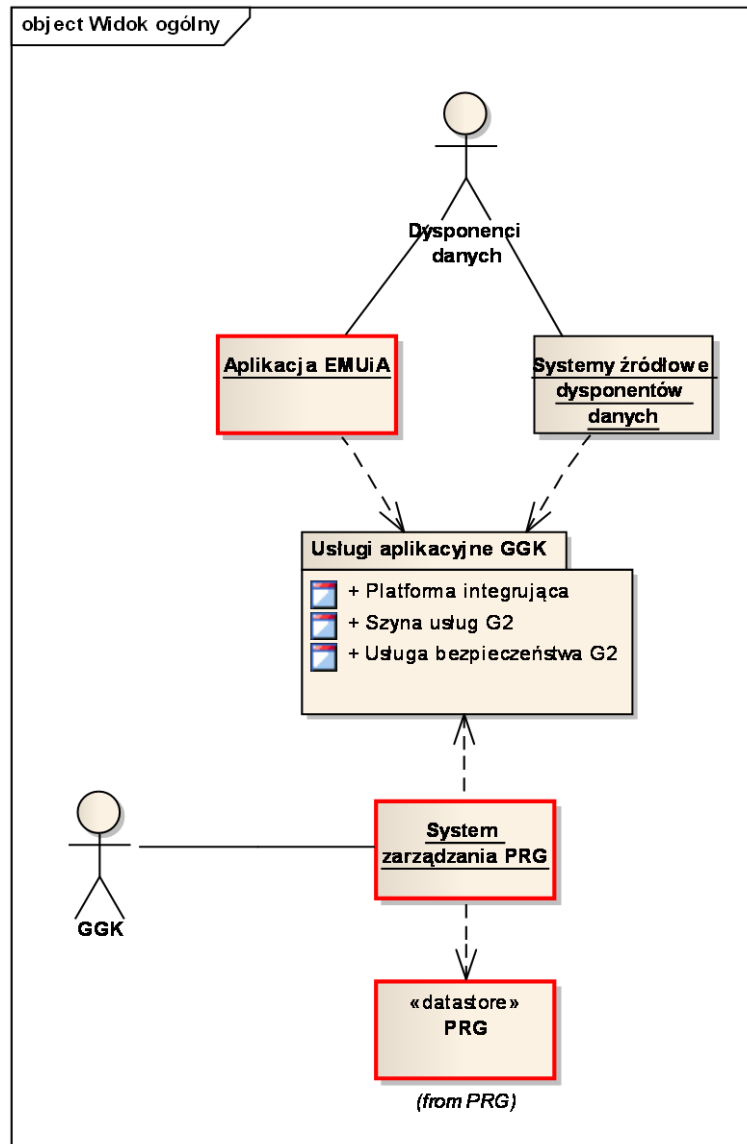 object Widok ogólny
Dysponenci
danych
Aplikacja EMUiA
Systemy źródłowe
dysponentów
danych
Usługi aplikacyjne GGK
+ Platforma integrująca
+ Szyna usług G2
+ Usługa bezpieczeństwa G2
System
zarządzania PRG
GGK
«datastore»
PRG
(from PRG)